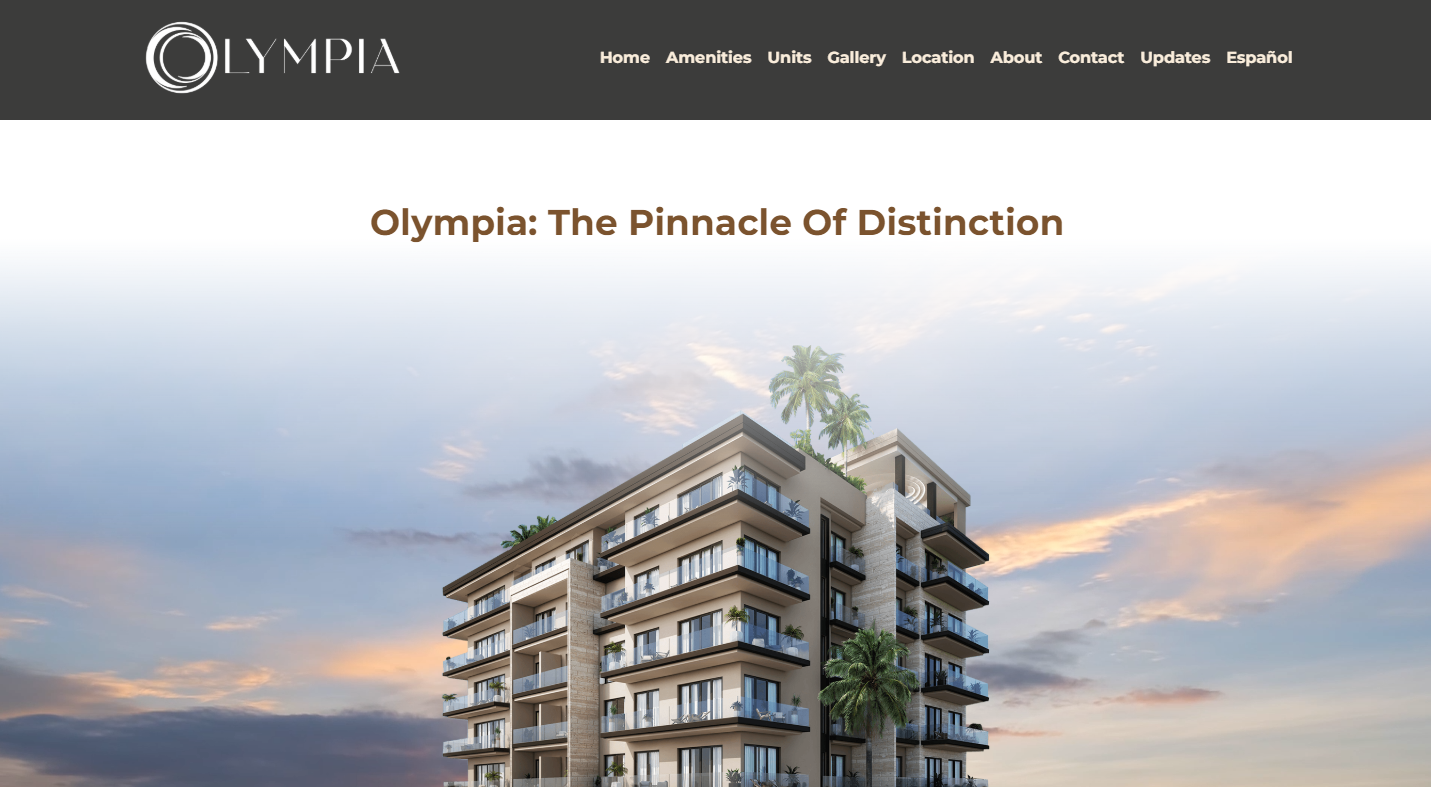 OLYMPIA
Home Amenities Units Gallery Location About Contact Updates Español
Olympia: The Pinnacle Of Distinction